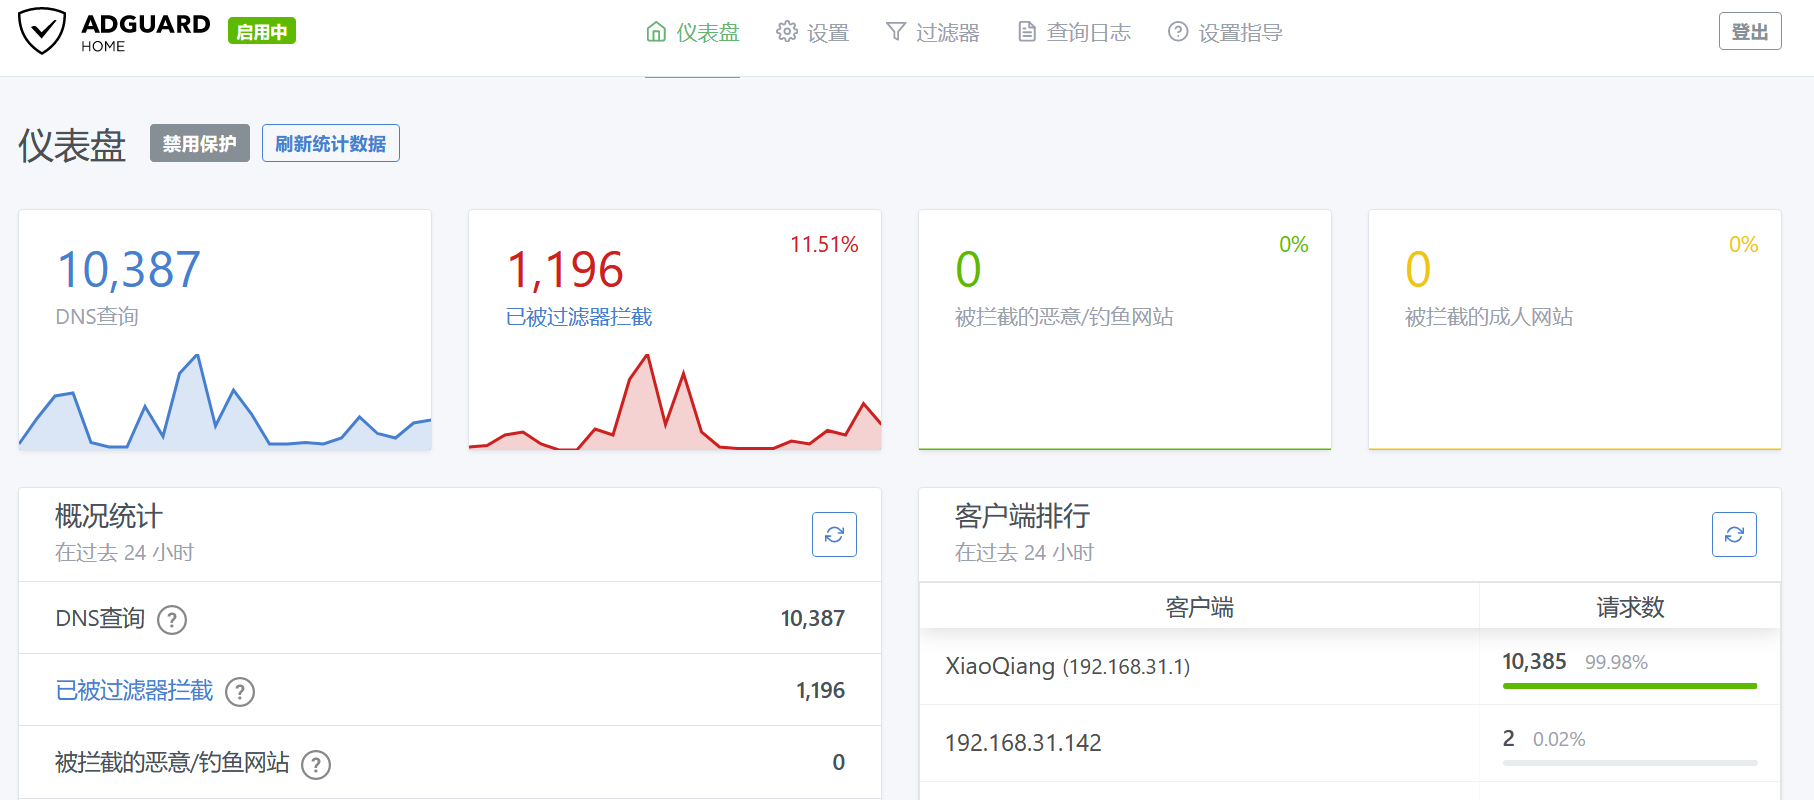 ADGUARD
HOME
启用中
仪表盘
设置
过滤器
查询日志
设置指导
登出
仪表盘
禁用保护
刷新统计数据
10,387
DNS查询
1,196
11.51%
已被过滤器拦截
0
0%
被拦截的恶意/钓鱼网站
0
0%
被拦截的成人网站
概况统计
在过去 24 小时
DNS查询 ?
10,387
已被过滤器拦截 ?
1,196
被拦截的恶意/钓鱼网站 ?
0
客户端排行
在过去 24 小时
客户端
请求数
XiaoQiang (192.168.31.1)
10,385 99.98%
192.168.31.142
2 0.02%